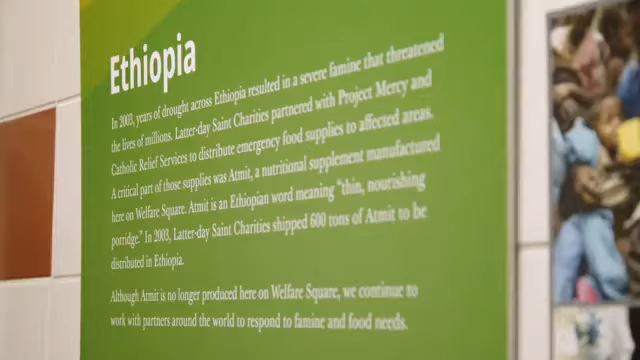 Ethiopia
In 2003, years of drought across Ethiopia resulted in a severe famine that threatened
the lives of millions. Latter-day Saint Charities partnered with Project Mercy and
Catholic Relief Services to distribute emergency food supplies to affected areas.
A critical part of those supplies was Atmit, a nutritional supplement manufactured
here on Welfare Square. Atmit is an Ethiopian word meaning “thin, nourishing
porridge.” In 2003, Latter-day Saint Charities shipped 600 tons of Atmit to be
distributed in Ethiopia.
Although Atmit is no longer produced here on Welfare Square, we continue to
work with partners around the world to respond to famine and food needs.